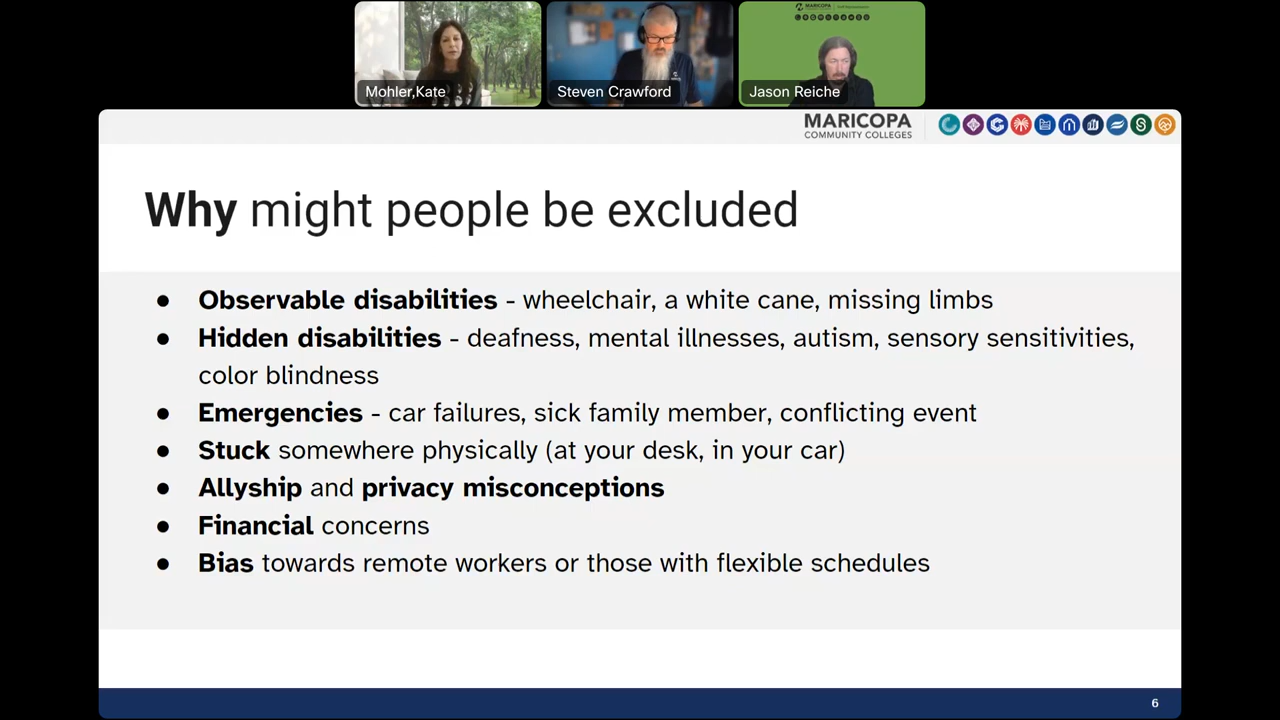 Mohler,Kate
Steven Crawford
Jason Reiche
MARICOPA
COMMUNITY COLLEGES
Why might people be excluded
● Observable disabilities - wheelchair, a white cane, missing limbs
● Hidden disabilities - deafness, mental illnesses, autism, sensory sensitivities,
color blindness
● Emergencies - car failures, sick family member, conflicting event
● Stuck somewhere physically (at your desk, in your car)
● Allyship and privacy misconceptions
● Financial concerns
● Bias towards remote workers or those with flexible schedules
6